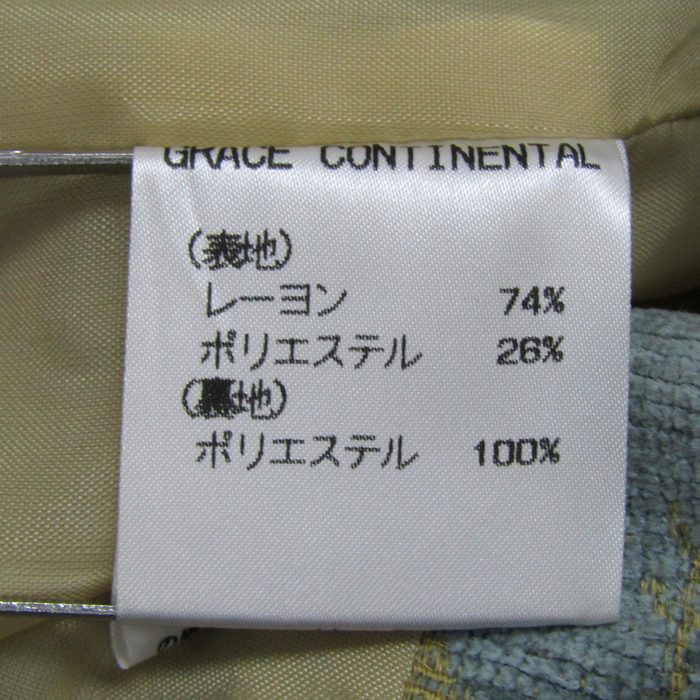 GRACE CONTINENTAL
(表地)
レーヨン 74%
ポリエステル 26%
(裏地)
ポリエステル 100%